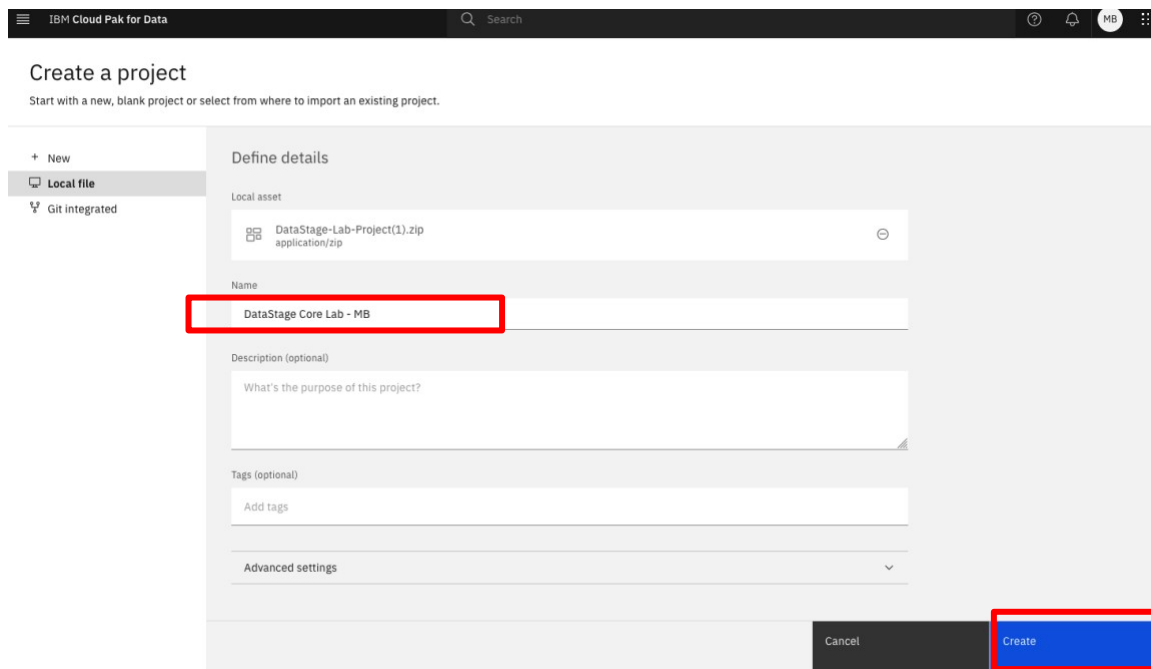 IBM Cloud Pak for Data
Search
MB
Create a project
Start with a new, blank project or select from where to import an existing project.
+ New
Local file
Git integrated
Define details
Local asset
DataStage-Lab-Project(1).zip
application/zip
Name
DataStage Core Lab - MB
Description (optional)
What's the purpose of this project?
Tags (optional)
Add tags
Advanced settings
Cancel
Create